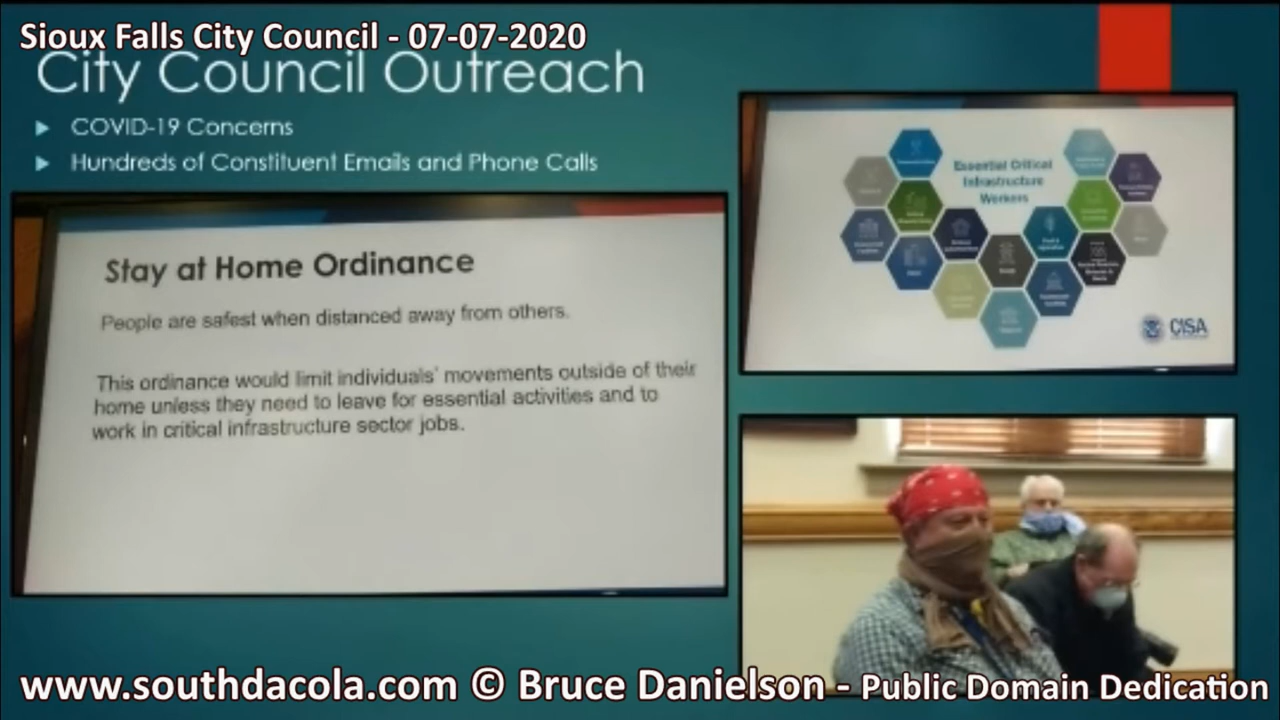 Sioux Falls City Council - 07-07-2020
City Council Outreach
COVID-19 Concerns
Hundreds of Constituent Emails and Phone Calls
Stay at Home Ordinance
People are safest when distanced away from others.
This ordinance would limit individuals' movements outside of their
home unless they need to leave for essential activities and to
work in critical infrastructure sector jobs.
Essential Critical
Infrastructure
Workers
CISA
www.southdacola.com © Bruce Danielson - Public Domain Dedication